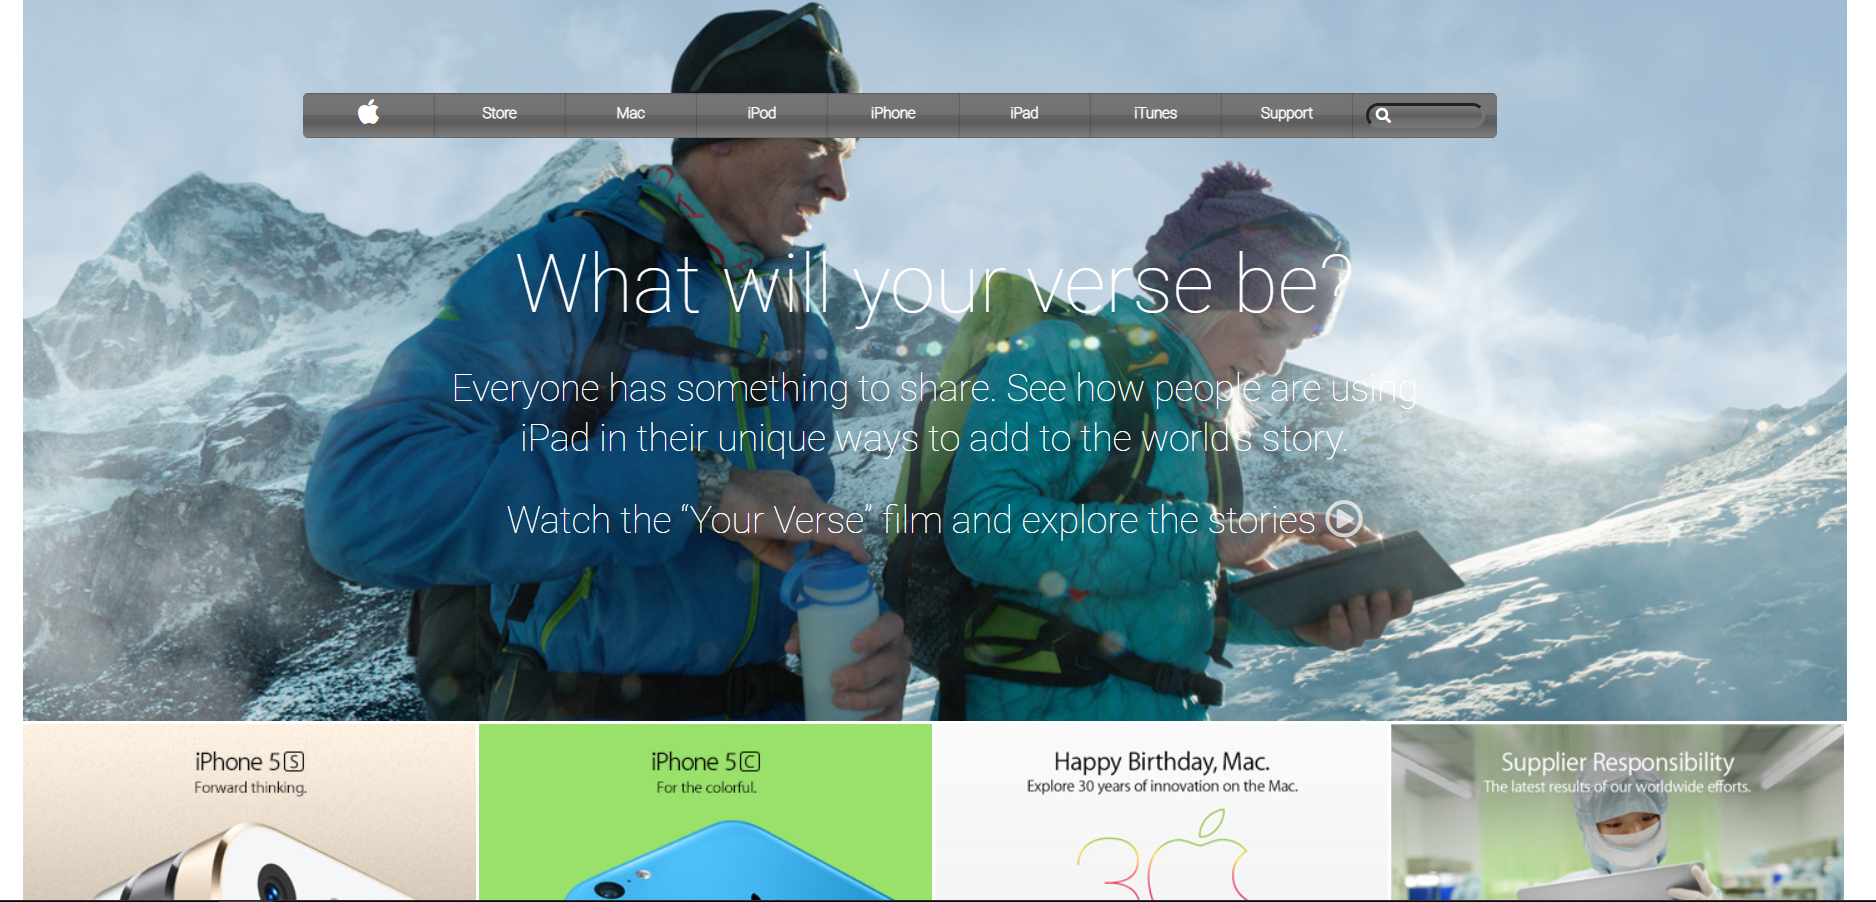 Store Mac iPod iPhone iPad iTunes Support
What will your verse be?
Everyone has something to share. See how people are using
iPad in their unique ways to add to the world's story.
Watch the “Your Verse” film and explore the stories
iPhone 5S
Forward thinking.
iPhone 5C
For the colorful.
Happy Birthday, Mac.
Explore 30 years of innovation on the Mac.
30
Supplier Responsibility
The latest results of our worldwide efforts.